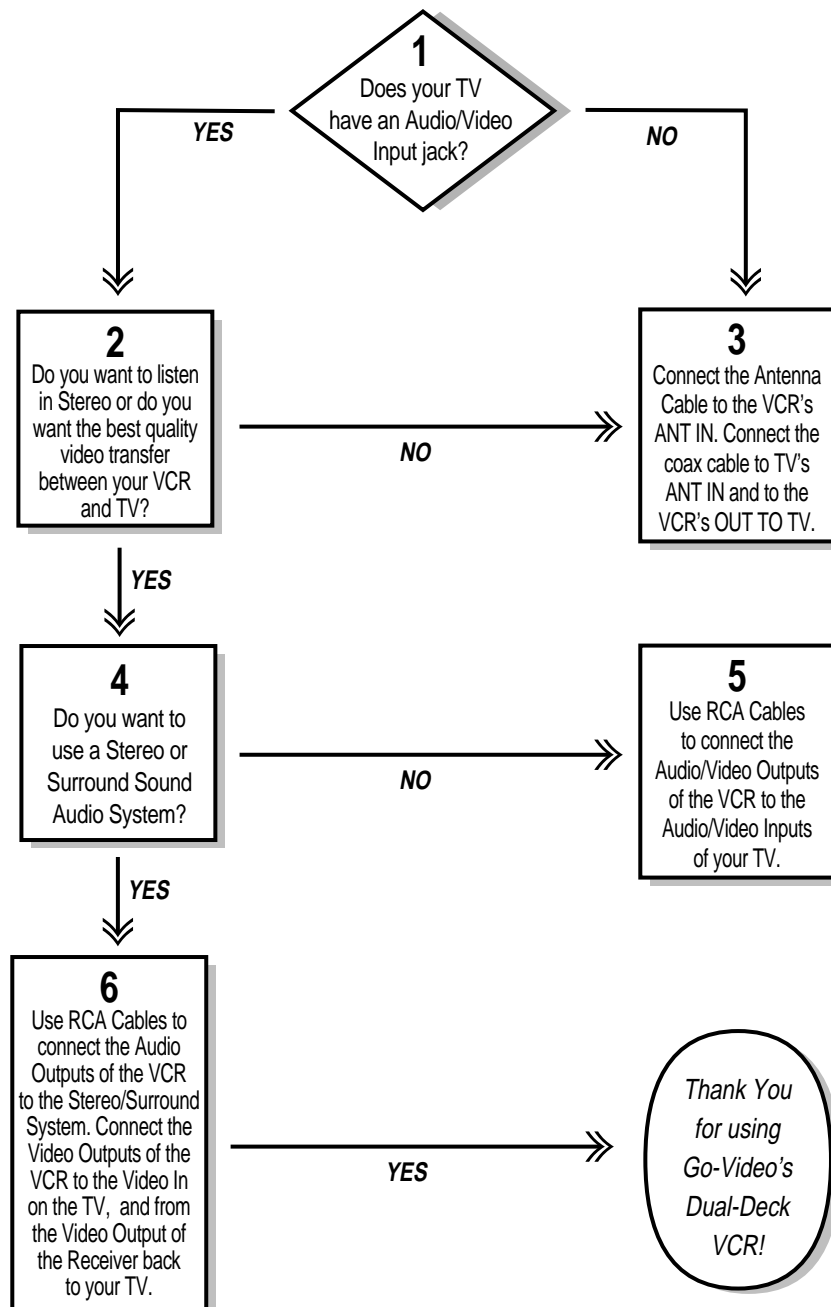 1
Does your TV
have an Audio/Video
Input jack?
YES
NO
2
Do you want to listen
in Stereo or do you
want the best quality
video transfer
between your VCR
and TV?
NO
3
Connect the Antenna
Cable to the VCR's
ANT IN. Connect the
coax cable to TV's
ANT IN and to the
VCR's OUT TO TV.
YES
4
Do you want to
use a Stereo or
Surround Sound
Audio System?
NO
5
Use RCA Cables
to connect the
Audio/Video Outputs
of the VCR to the
Audio/Video Inputs
of your TV.
YES
6
Use RCA Cables to
connect the Audio
Outputs of the VCR
to the Stereo/Surround
System. Connect the
Video Outputs of the
VCR to the Video In
on the TV, and from
the Video Output of
the Receiver back
to your TV.
YES
Thank You
for using
Go-Video's
Dual-Deck
VCR!